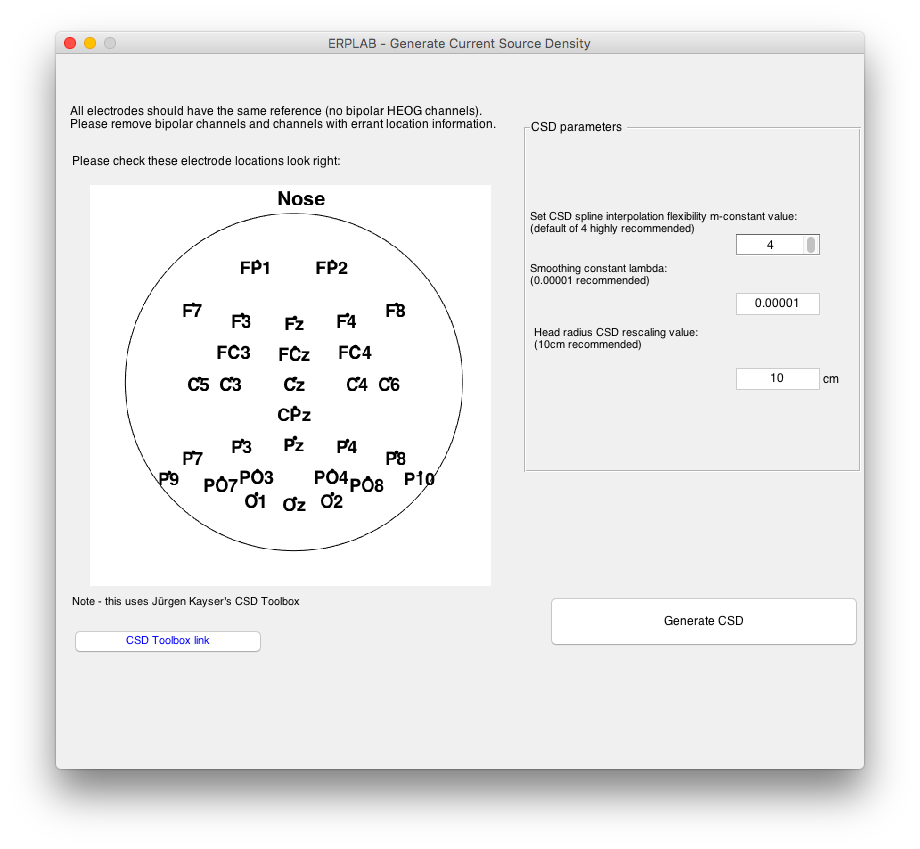 ERPLAB - Generate Current Source Density
All electrodes should have the same reference (no bipolar HEOG channels).
Please remove bipolar channels and channels with errant location information.
Please check these electrode locations look right:
Nose
FP1 FP2
F7 F3 Fz F4 F8
FC3 FCz FC4
C5 C3 Cz C4 C6
CPz
P7 P3 Pz P4 P8
P9 PO7 PO3 PO4 PO8 P10
O1 Oz O2
Note - this uses Jürgen Kayser's CSD Toolbox
CSD Toolbox link
CSD parameters
Set CSD spline interpolation flexibility m-constant value:
(default of 4 highly recommended)
4
Smoothing constant lambda:
(0.00001 recommended)
0.00001
Head radius CSD rescaling value:
(10cm recommended)
10 cm
Generate CSD